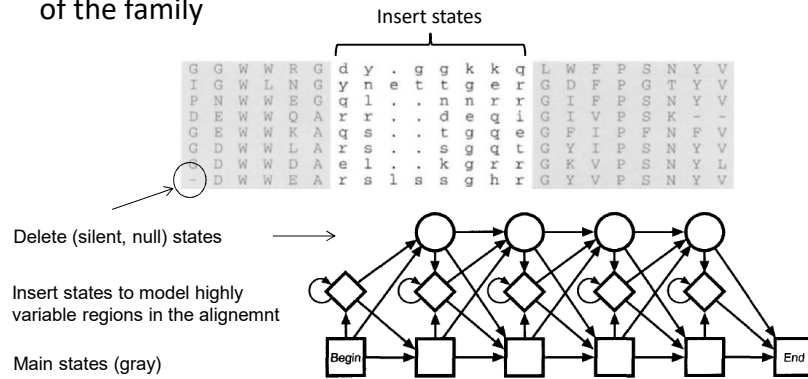 of the family
Insert states
G G W W R G d y . g g k k q L W F P S N Y V
I G W L N G y n e t t g e r G D F P G T Y V
P N W W E G q l . . n n r r G I F P S N Y V
D E W W Q A r r . . d e q i G I V P S K - -
G E W W K A q s . . t g q e G F I P F N F V
G D W W L A r s . . s g q t G Y I P S N Y V
G D W W D A e l . . k g r r G K V P S N Y L
- D W W E A r s l s s g h r G Y V P S N Y V
Delete (silent, null) states
Insert states to model highly
variable regions in the alignemnt
Main states (gray)
Begin
End